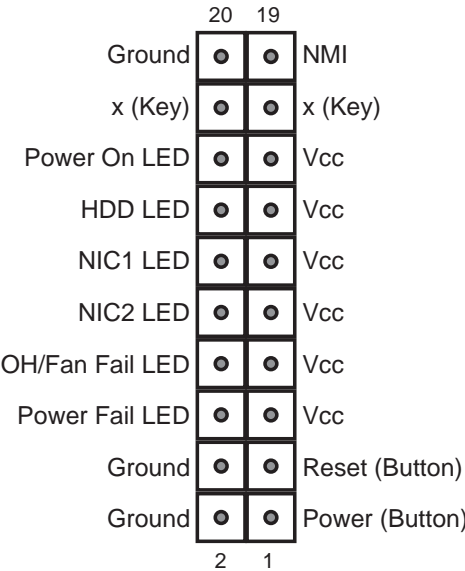 20 19
Ground NMI
x (Key) x (Key)
Power On LED Vcc
HDD LED Vcc
NIC1 LED Vcc
NIC2 LED Vcc
OH/Fan Fail LED Vcc
Power Fail LED Vcc
Ground Reset (Button)
Ground Power (Button)
2 1